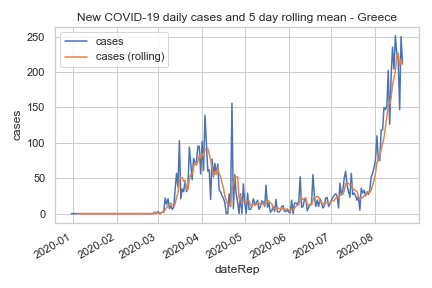 New COVID-19 daily cases and 5 day rolling mean - Greece
cases
cases (rolling)
250
200
150
100
50
0
cases
2020-01
2020-02
2020-03
2020-04
2020-05
2020-06
2020-07
2020-08
dateRep